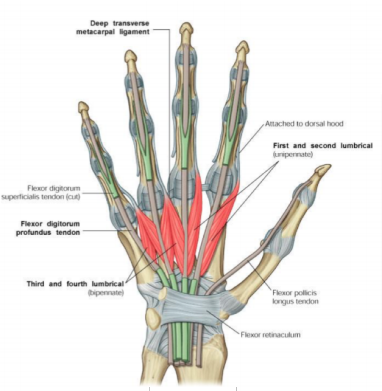 Deep transverse
metacarpal ligament
Attached to dorsal hood
First and second lumbrical
(unipennate)
Flexor digitorum
superficialis tendon (cut)
Flexor digitorum
profundus tendon
Third and fourth lumbrical
(bipennate)
Flexor pollicis
longus tendon
Flexor retinaculum